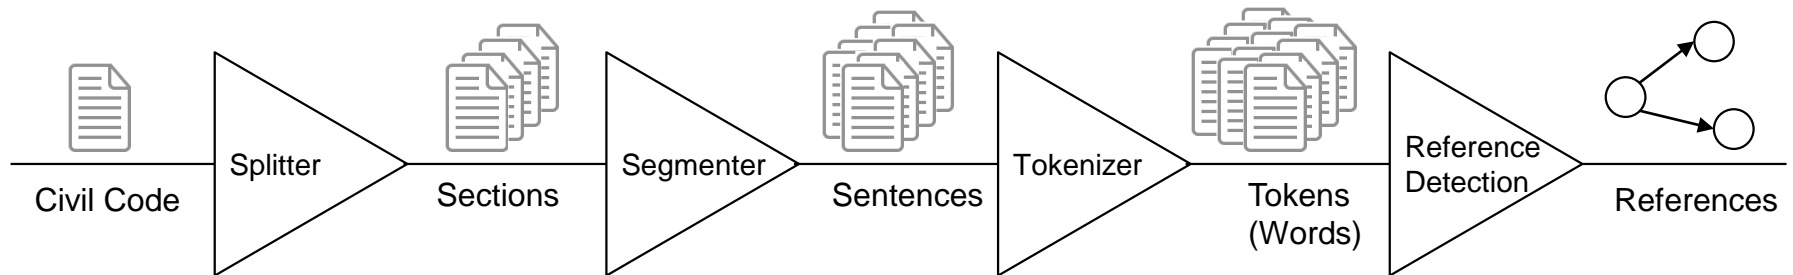 Civil Code
Splitter
Sections
Segmenter
Sentences
Tokenizer
Tokens
(Words)
Reference
Detection
References